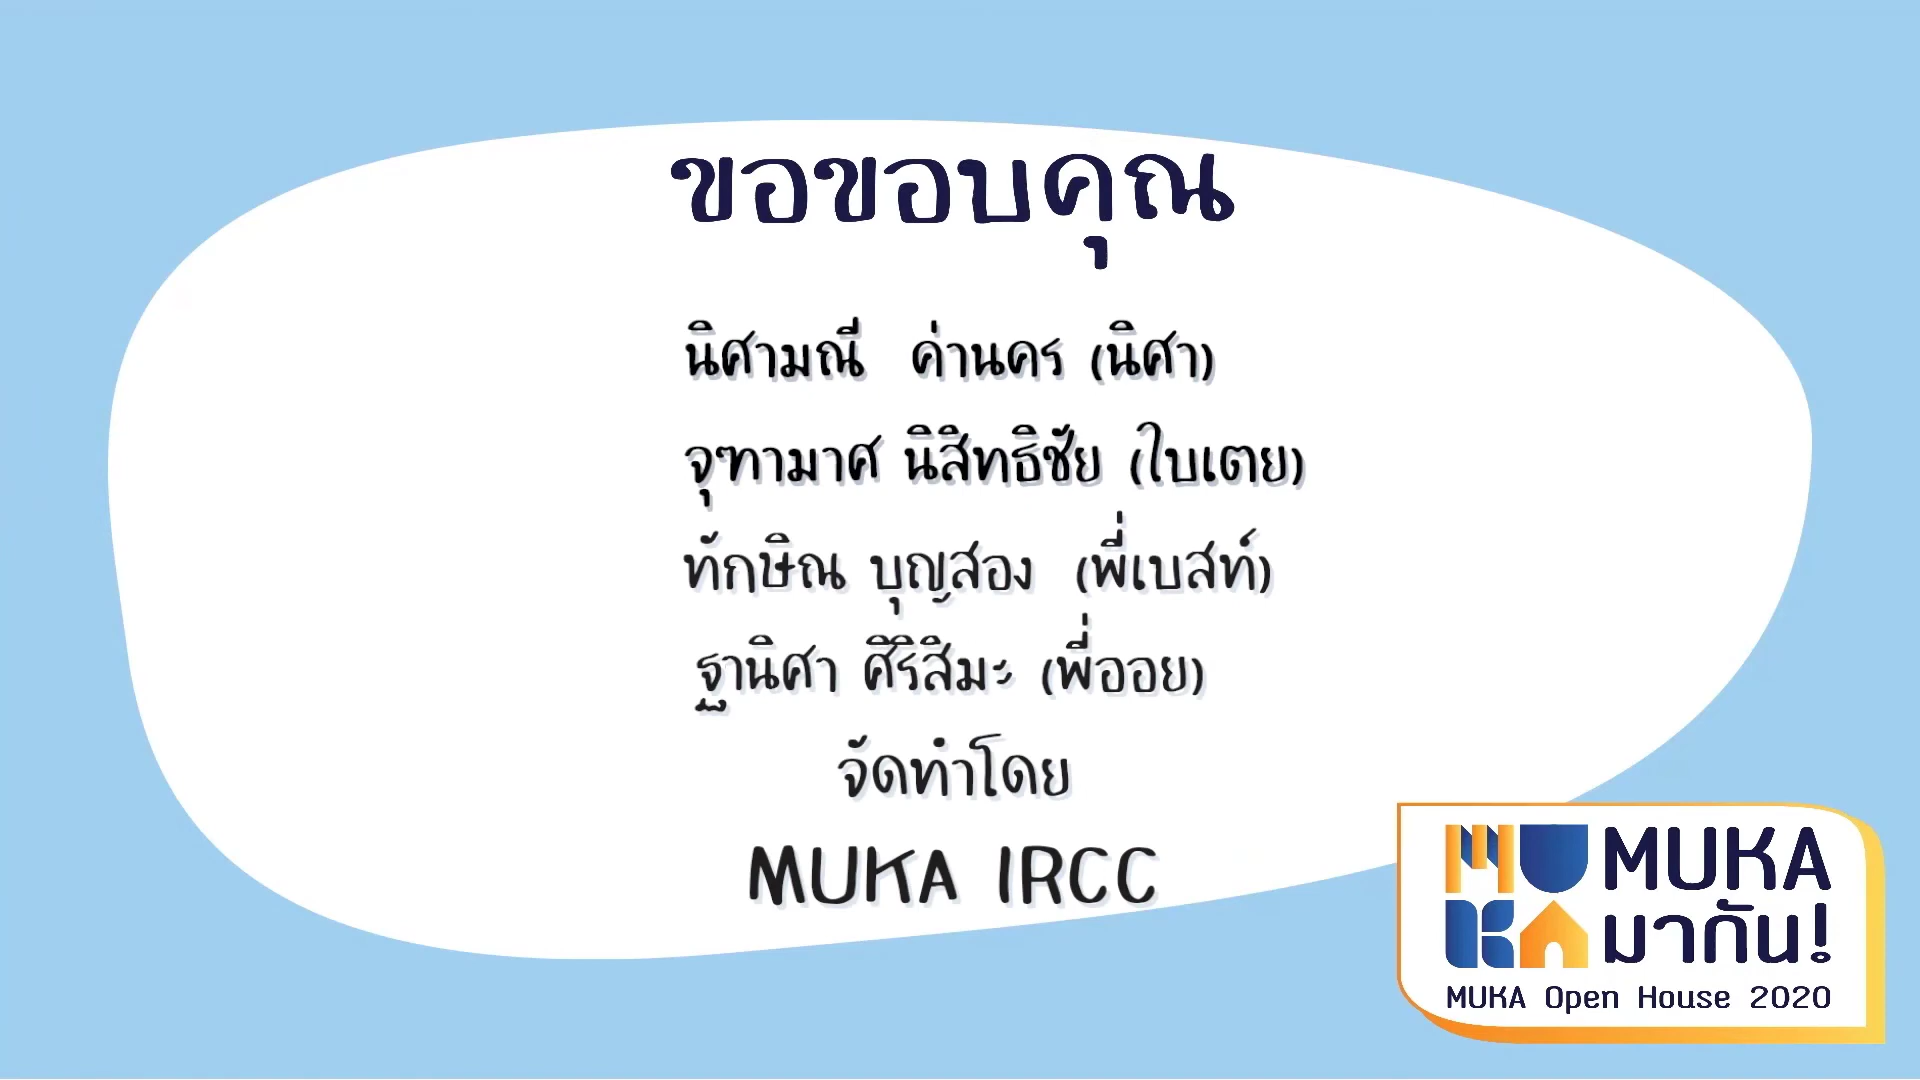 ขอขอบคุณ
นิศามณี ค่านคร (นิศา)
จุฑามาศ นิสิทธิชัย (ใบเตย)
ทักษิณ บุญสอง (พี่เบสท์)
ฐานิศา ศิริสิมะ (พี่ออย)
จัดทำโดย
MUKA IRCC
MUKA
MUKA
มากัน!
MUKA Open House 2020